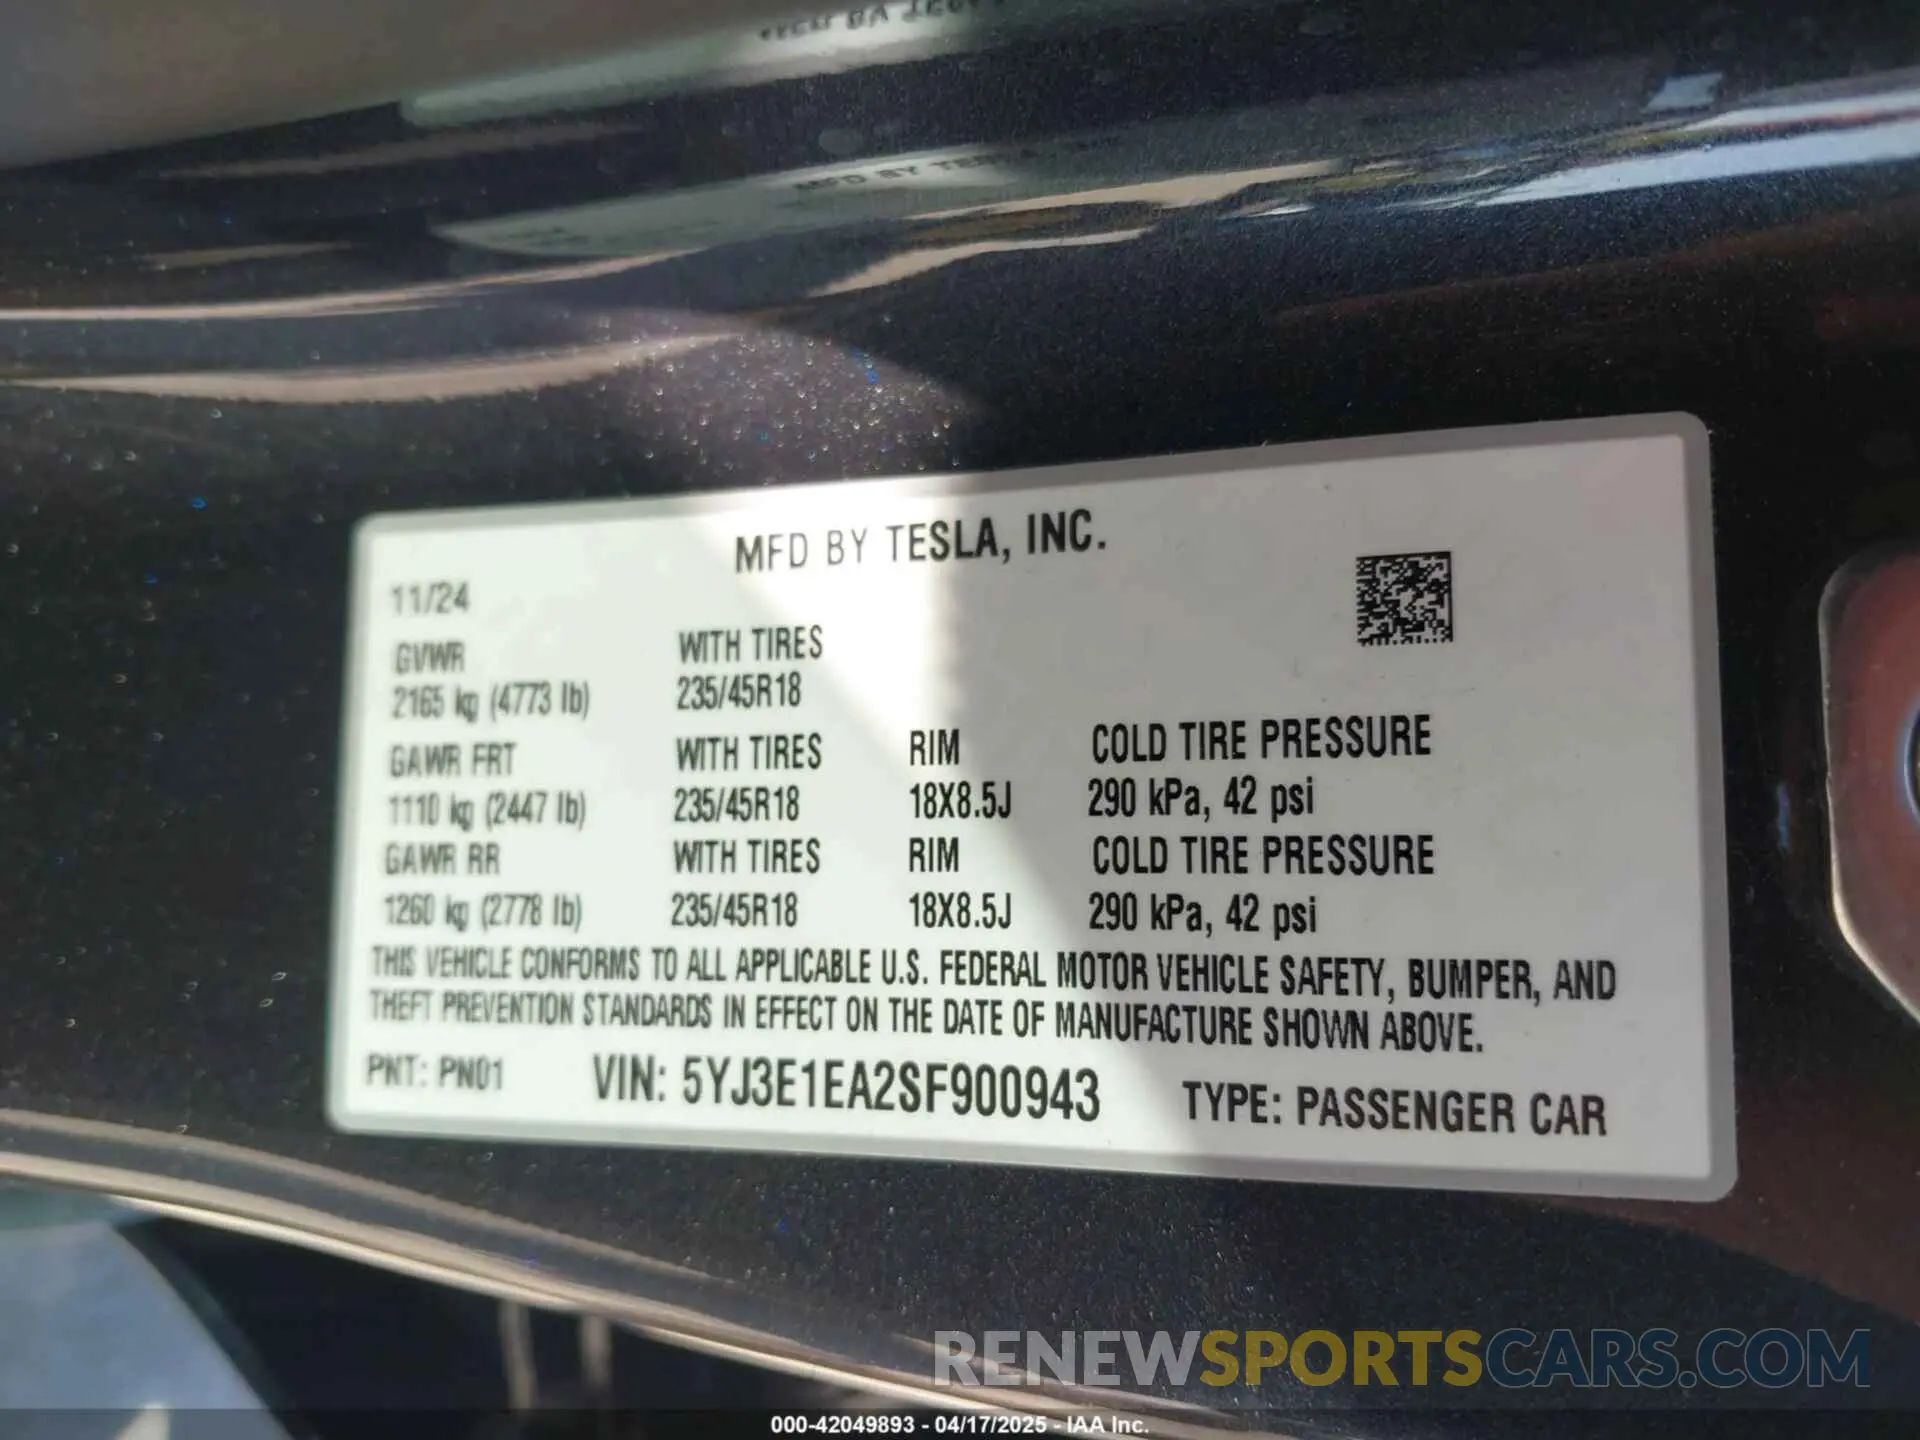 MFD BY TESLA, INC.
11/24
GVWR WITH TIRES
2165 kg (4773 lb) 235/45R18
GAWR FRT WITH TIRES RIM COLD TIRE PRESSURE
1110 kg (2447 lb) 235/45R18 18X8.5J 290 kPa, 42 psi
GAWR RR WITH TIRES RIM COLD TIRE PRESSURE
1260 kg (2778 lb) 235/45R18 18X8.5J 290 kPa, 42 psi
THIS VEHICLE CONFORMS TO ALL APPLICABLE U.S. FEDERAL MOTOR VEHICLE SAFETY, BUMPER, AND
THEFT PREVENTION STANDARDS IN EFFECT ON THE DATE OF MANUFACTURE SHOWN ABOVE.
PNT: PN01 VIN: 5YJ3E1EA2SF900943 TYPE: PASSENGER CAR
RENEWSPORTSCARS.COM
000-42049893 - 04/17/2025 - IAA Inc.